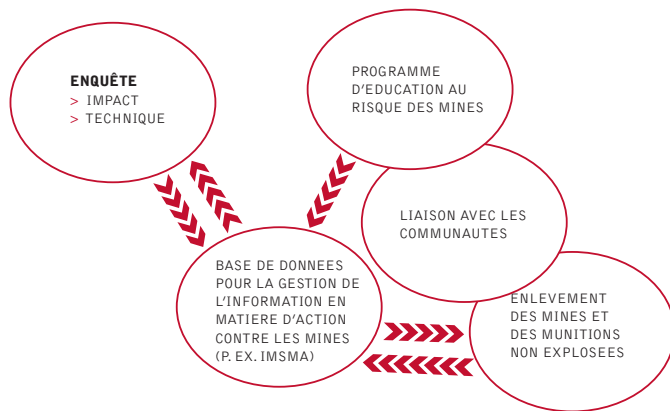 ENQUÊTE
> IMPACT
> TECHNIQUE
PROGRAMME
D'EDUCATION AU
RISQUE DES MINES
LIAISON AVEC LES
COMMUNAUTES
BASE DE DONNEES
POUR LA GESTION DE
L'INFORMATION EN
MATIERE D'ACTION
CONTRE LES MINES
(P. EX. IMSMA)
ENLEVEMENT
DES MINES ET
DES MUNITIONS
NON EXPLOSEES